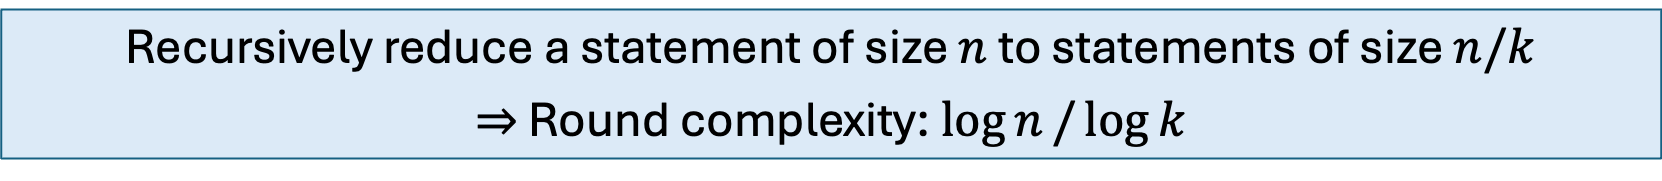 Recursively reduce a statement of size n to statements of size n/k
⇒ Round complexity: log n / log k